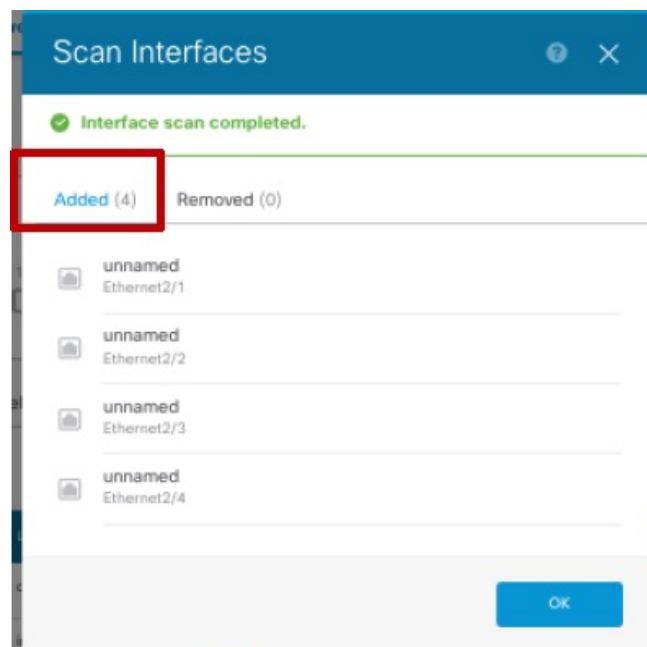 Scan Interfaces
Interface scan completed.
Added (4) Removed (0)
unnamed
Ethernet2/1
unnamed
Ethernet2/2
unnamed
Ethernet2/3
unnamed
Ethernet2/4
OK